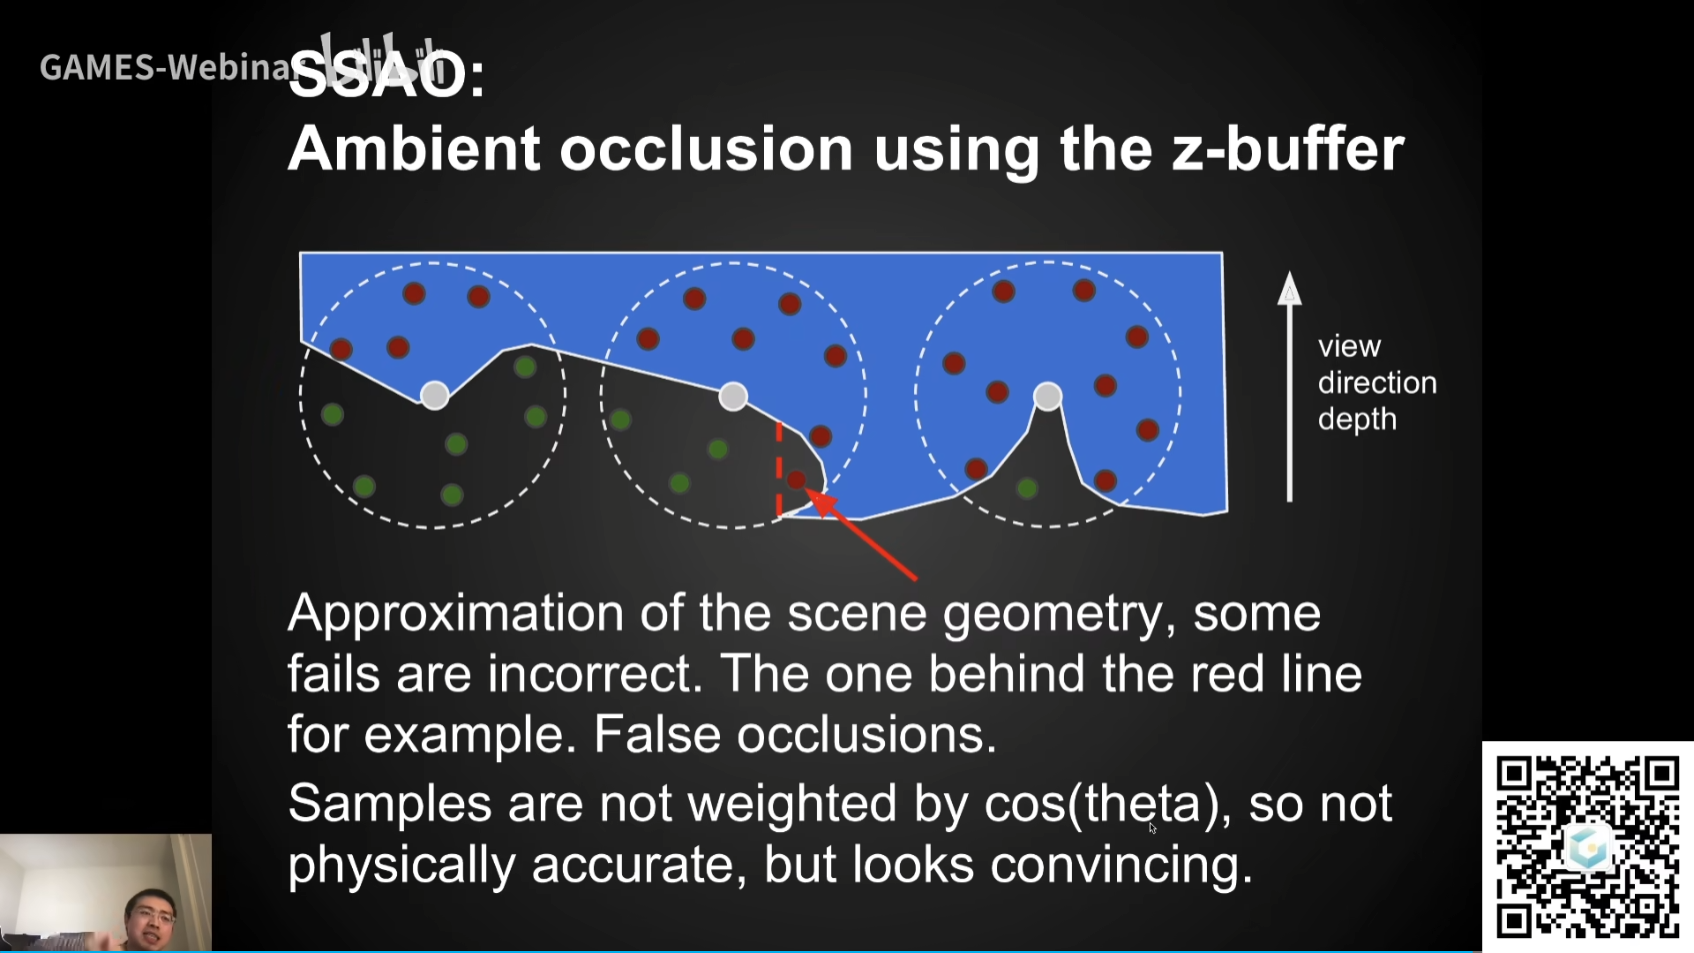 GAMES-Webinar
SSAO:
Ambient occlusion using the z-buffer
view
direction
depth
Approximation of the scene geometry, some
fails are incorrect. The one behind the red line
for example. False occlusions.
Samples are not weighted by cos(theta), so not
physically accurate, but looks convincing.